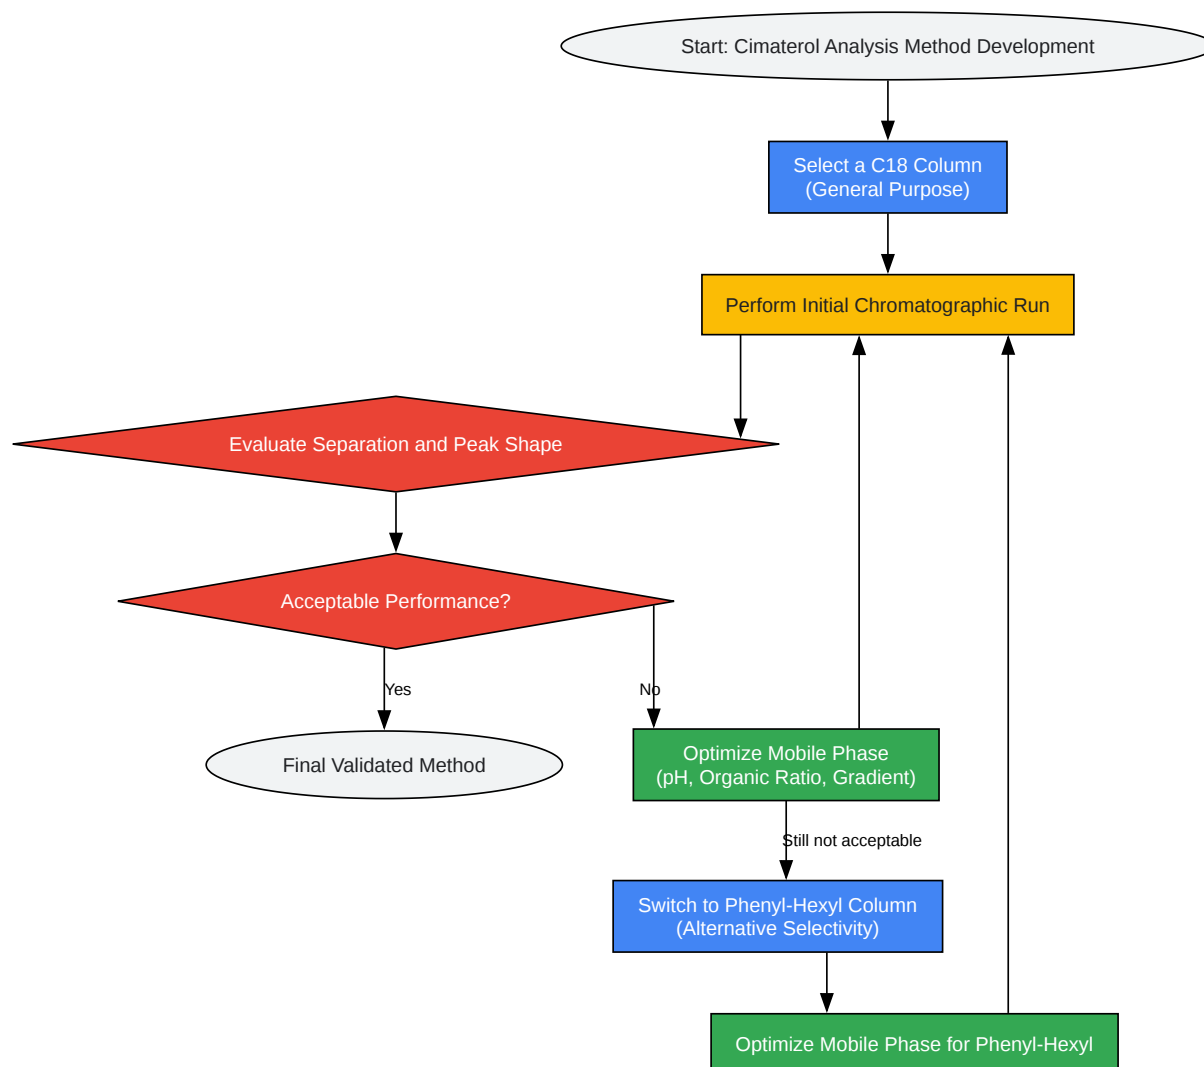 Start: Cimaterol Analysis Method Development
Select a C18 Column
(General Purpose)
Perform Initial Chromatographic Run
Evaluate Separation and Peak Shape
Acceptable Performance?
Yes
No
Final Validated Method
Optimize Mobile Phase
(pH, Organic Ratio, Gradient)
Still not acceptable
Switch to Phenyl-Hexyl Column
(Alternative Selectivity)
Optimize Mobile Phase for Phenyl-Hexyl